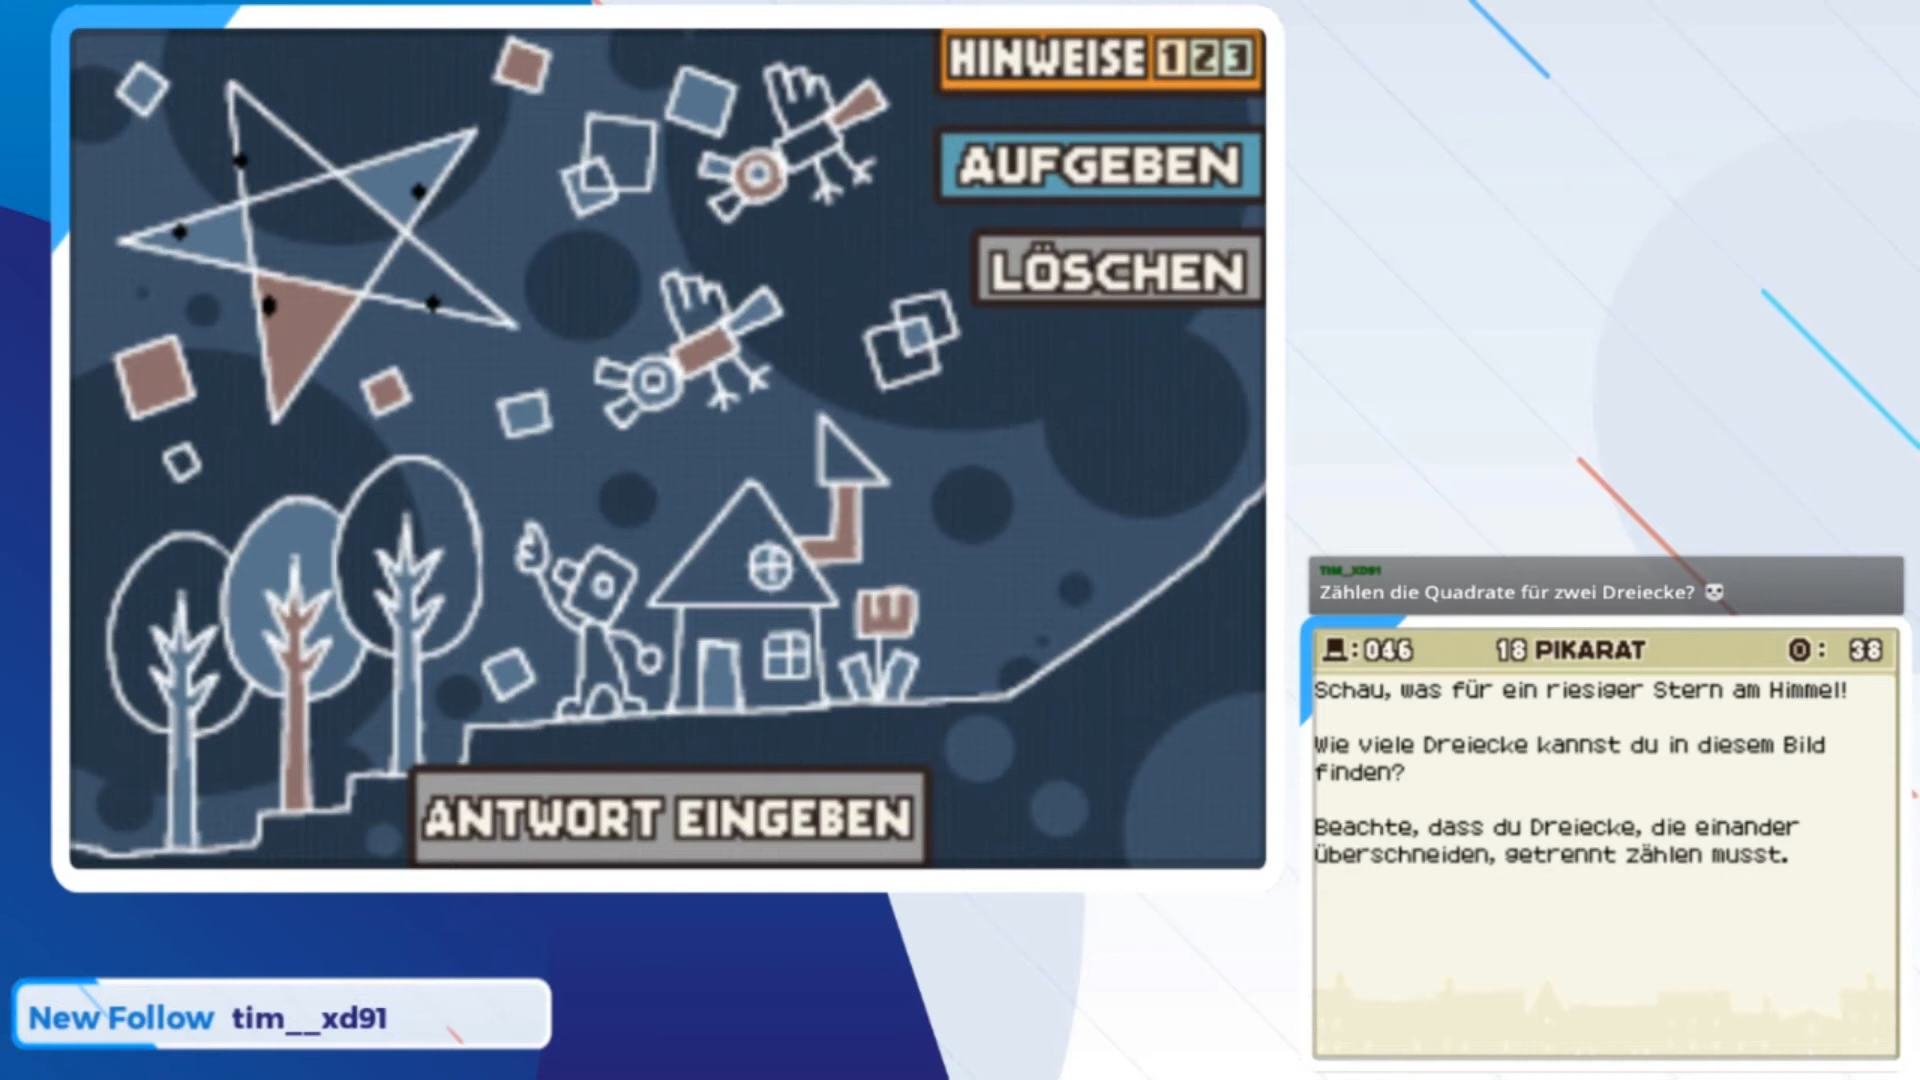 HINWEISE 1 2 3
AUFGEBEN
LÖSCHEN
ANTWORT EINGEBEN
TIM__XD91
Zählen die Quadrate für zwei Dreiecke?
:046 18 PIKARAT : 38
Schau, was für ein riesiger Stern am Himmel!
Wie viele Dreiecke kannst du in diesem Bild
finden?
Beachte, dass du Dreiecke, die einander
überschneiden, getrennt zählen musst.
New Follow tim__xd91